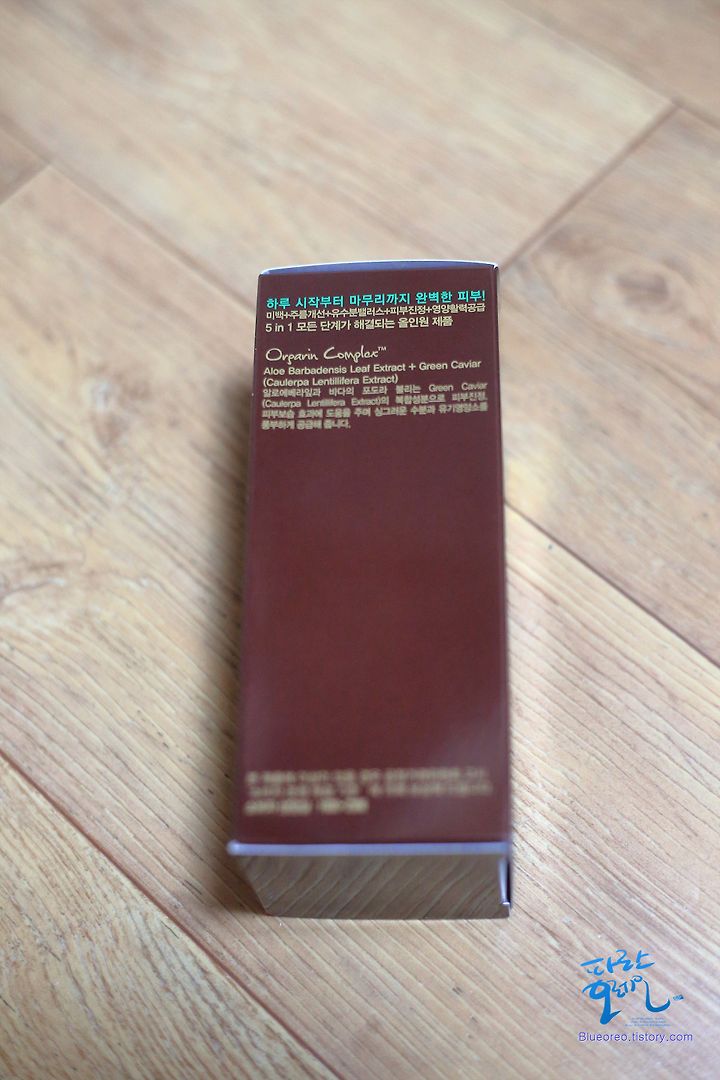 하루 시작부터 마무리까지 완벽한 피부!
미백+주름개선+유수분밸러스+피부진정+영양활력공급
5 in 1 모든 단계가 해결되는 올인원 제품
Orgarin Complex™
Aloe Barbadensis Leaf Extract + Green Caviar
(Caulerpa Lentillifera Extract)
알로에베라잎과 바다의 포도라 불리는 Green Caviar
(Caulerpa Lentillifera Extract)의 복합성분으로 피부진정,
피부보습 효과에 도움을 주며 싱그러운 수분과 유기영양소를
풍부하게 공급해 줍니다.
파란
오레오
Blueoreo.tistory.com